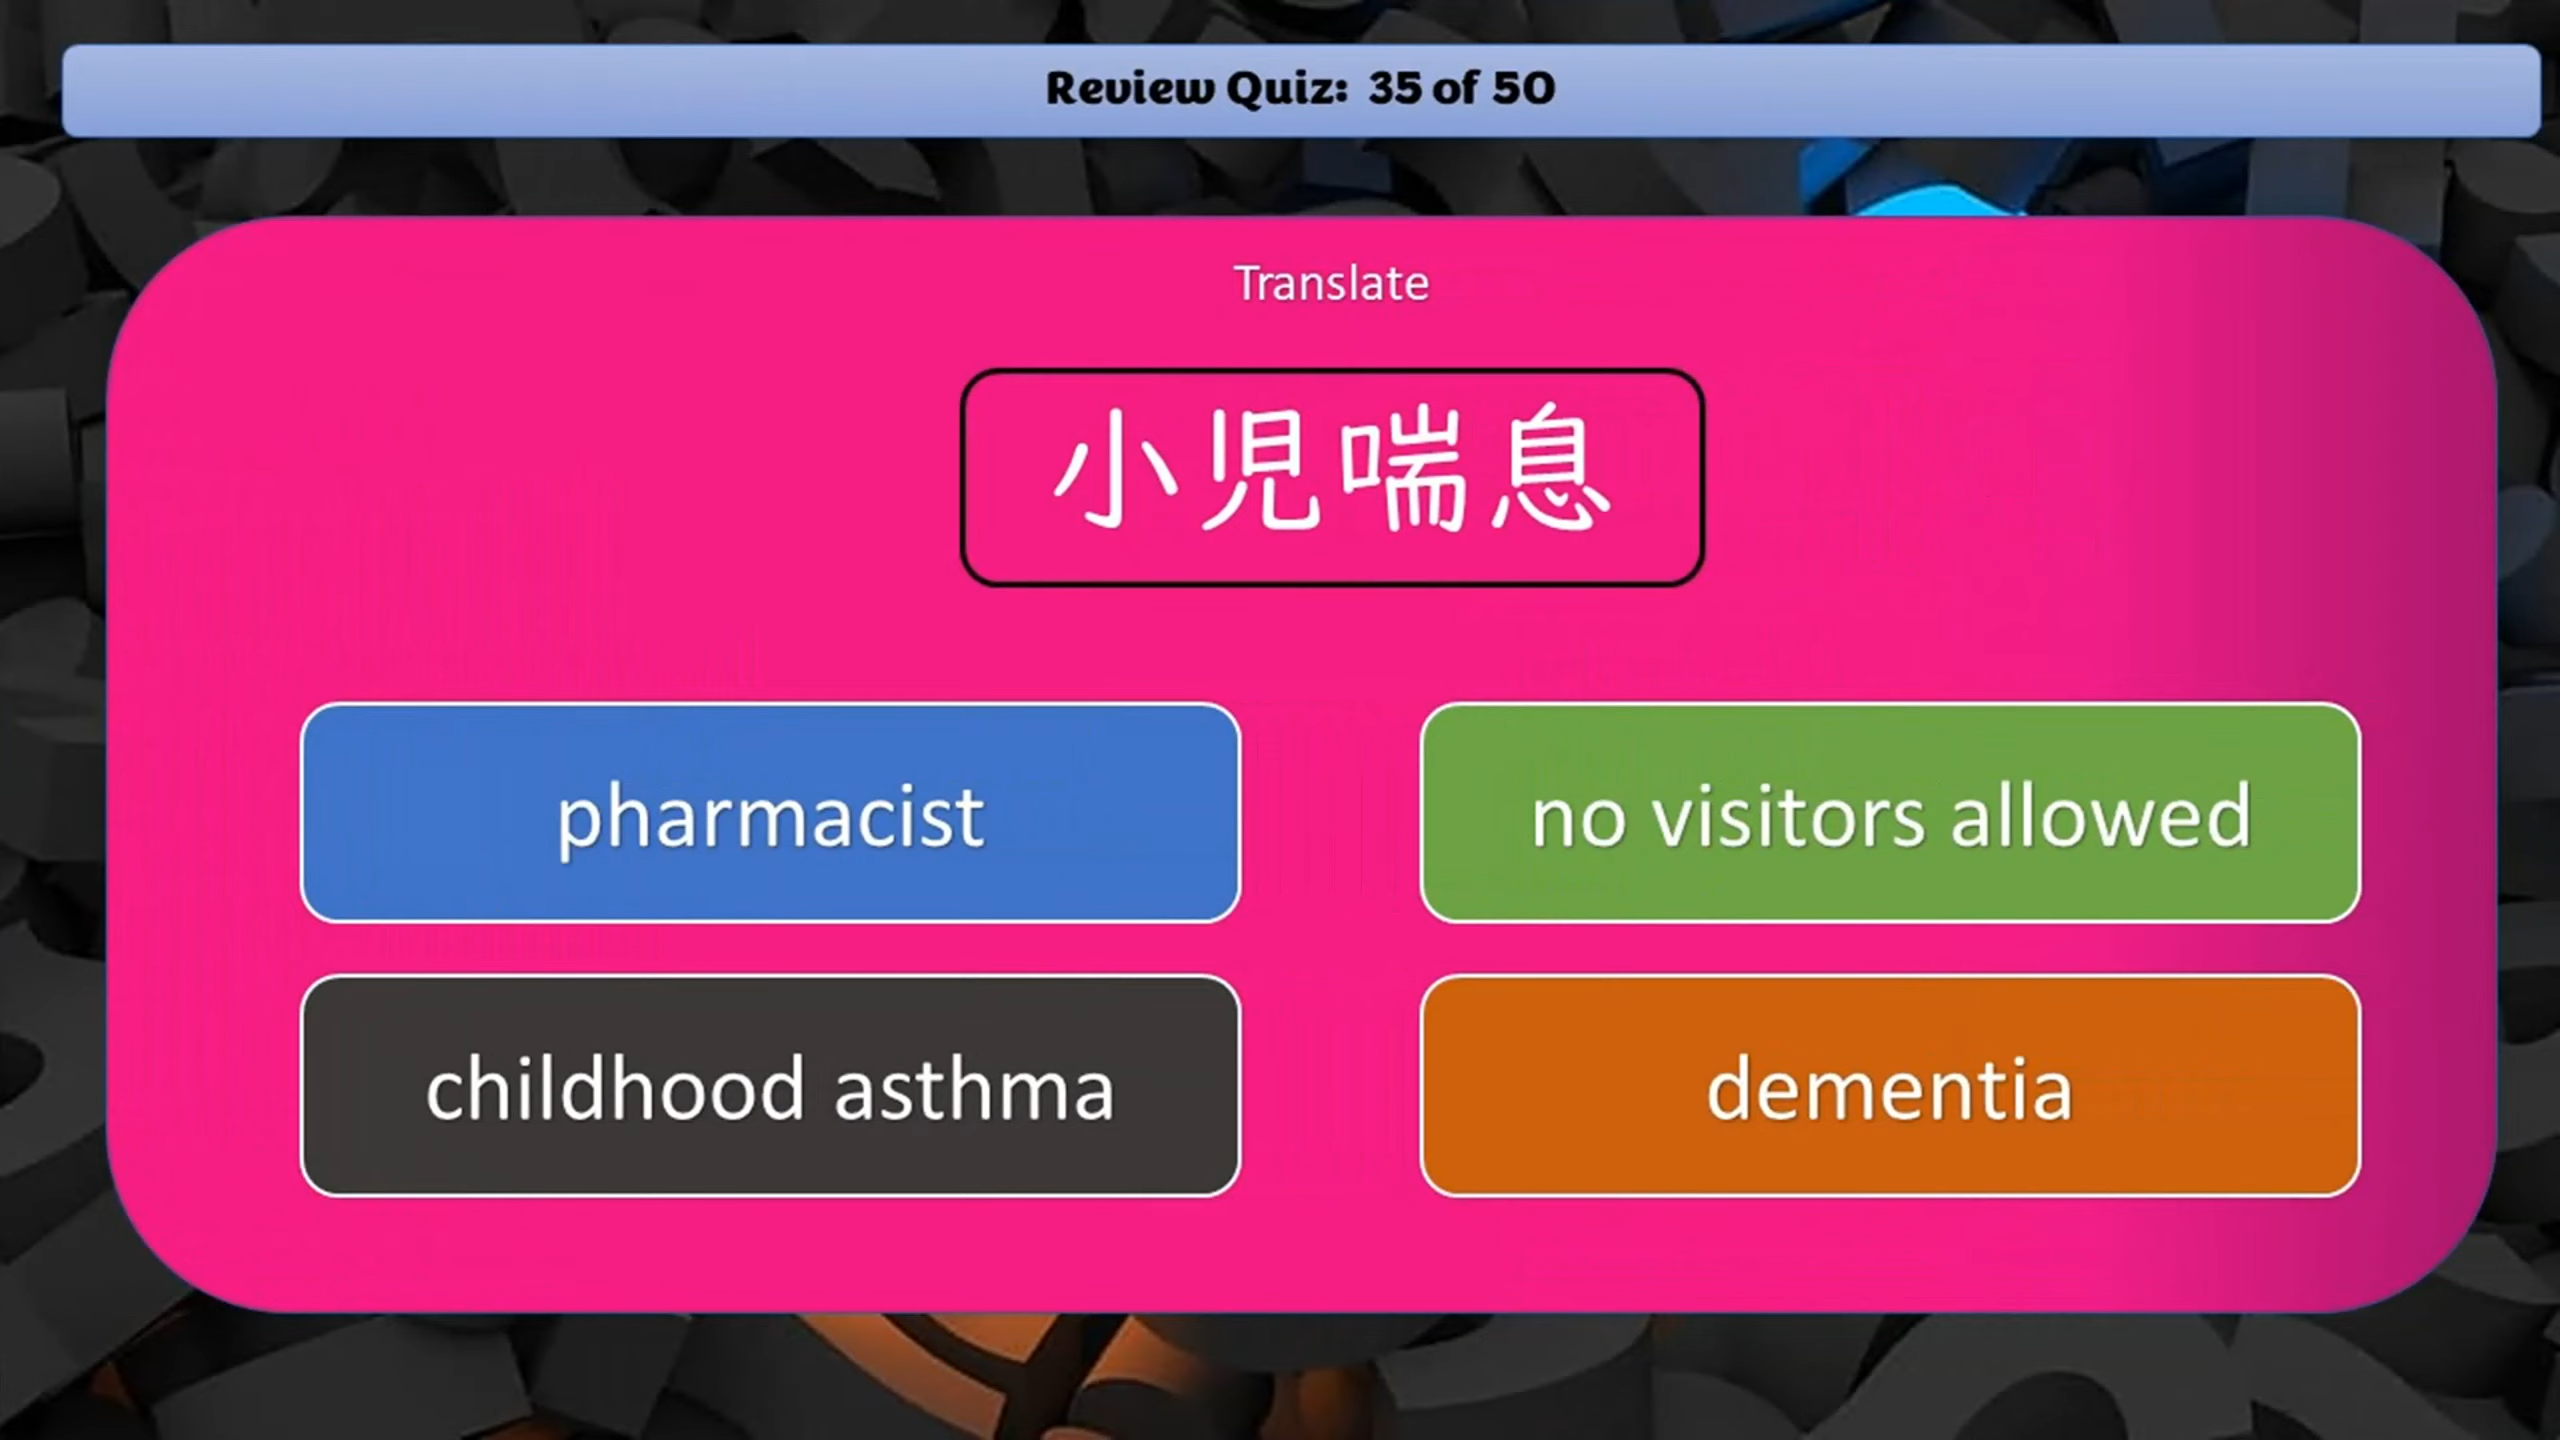 Review Quiz: 35 of 50
Translate
小児喘息
pharmacist
no visitors allowed
childhood asthma
dementia